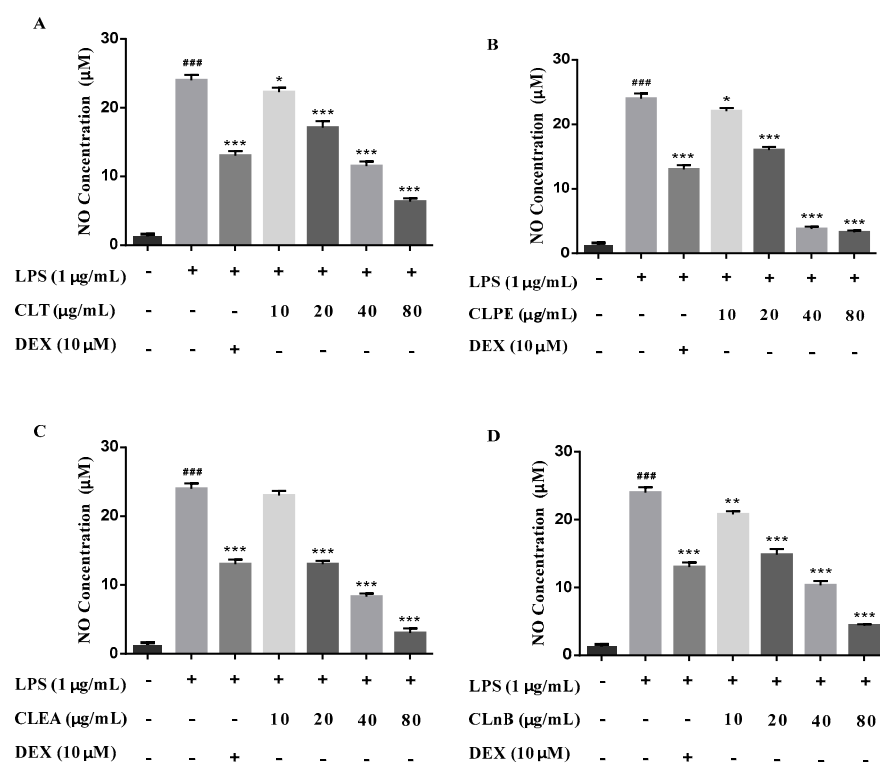 A
NO Concentration (μM)
30
20
10
0
###
***
*
***
***
***
LPS (1 μg/mL) - + + + + + +
CLT (μg/mL) - - - 10 20 40 80
DEX (10 μM) - - + - - - -
B
NO Concentration (μM)
30
20
10
0
###
***
*
***
***
***
LPS (1 μg/mL) - + + + + + +
CLPE (μg/mL) - - - 10 20 40 80
DEX (10 μM) - - + - - - -
C
NO Concentration (μM)
30
20
10
0
###
***
***
***
***
LPS (1 μg/mL) - + + + + + +
CLEA (μg/mL) - - - 10 20 40 80
DEX (10 μM) - - + - - - -
D
NO Concentration (μM)
30
20
10
0
###
***
**
***
***
***
LPS (1 μg/mL) - + + + + + +
CLnB (μg/mL) - - - 10 20 40 80
DEX (10 μM) - - + - - - -